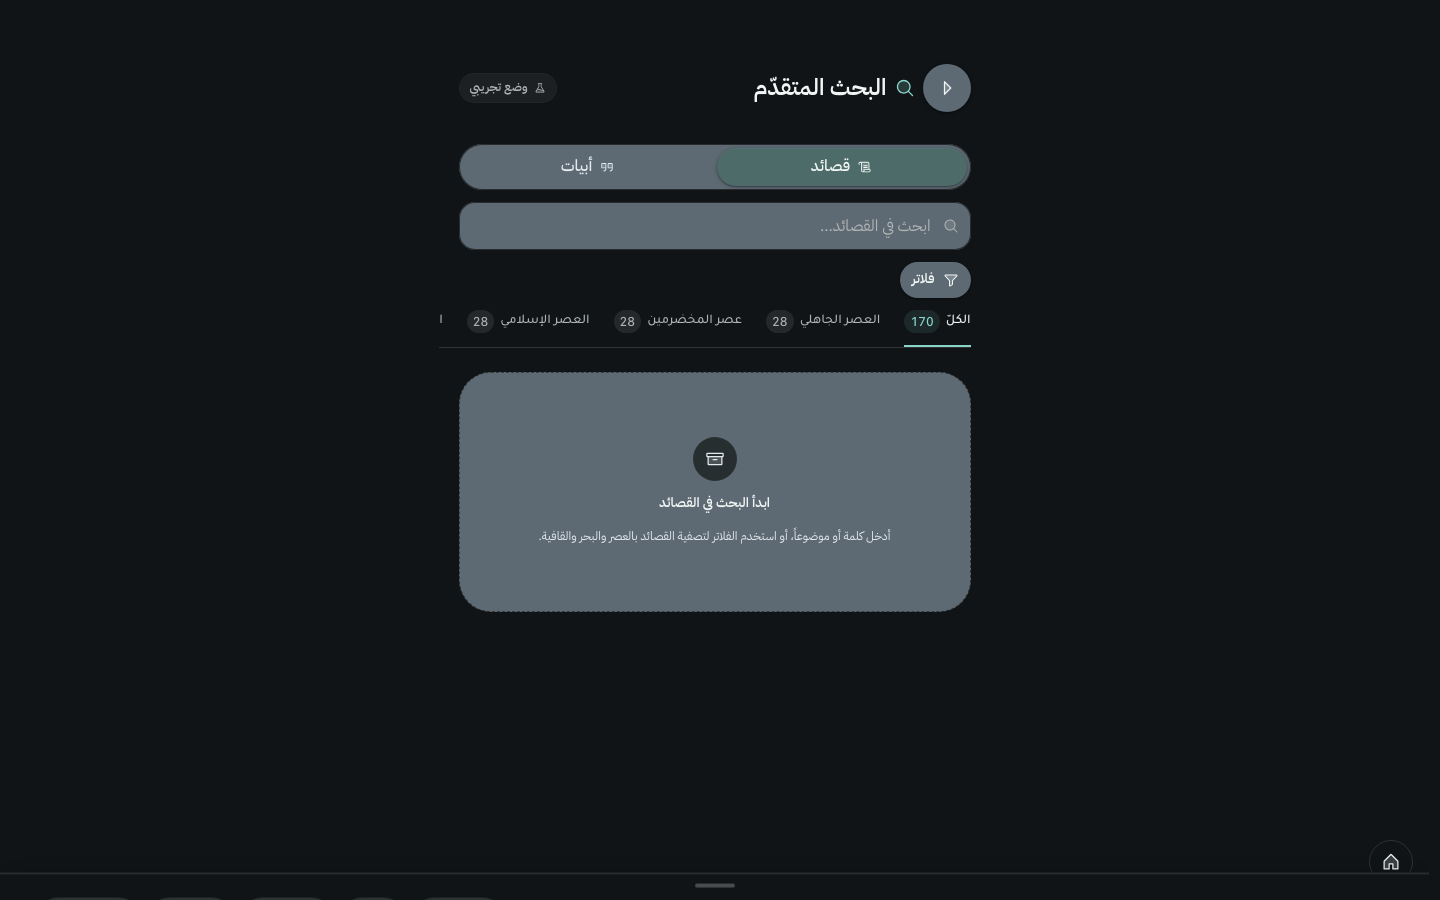 البحث المتقدّم
وضع تجريبي
قصائد
أبيات
ابحث في القصائد...
فلاتر
الكلّ 170
العصر الجاهلي 28
عصر المخضرمين 28
العصر الإسلامي 28
ا
ابدأ البحث في القصائد
أدخل كلمة أو موضوعاً، أو استخدم الفلاتر لتصفية القصائد بالعصر والبحر والقافية.